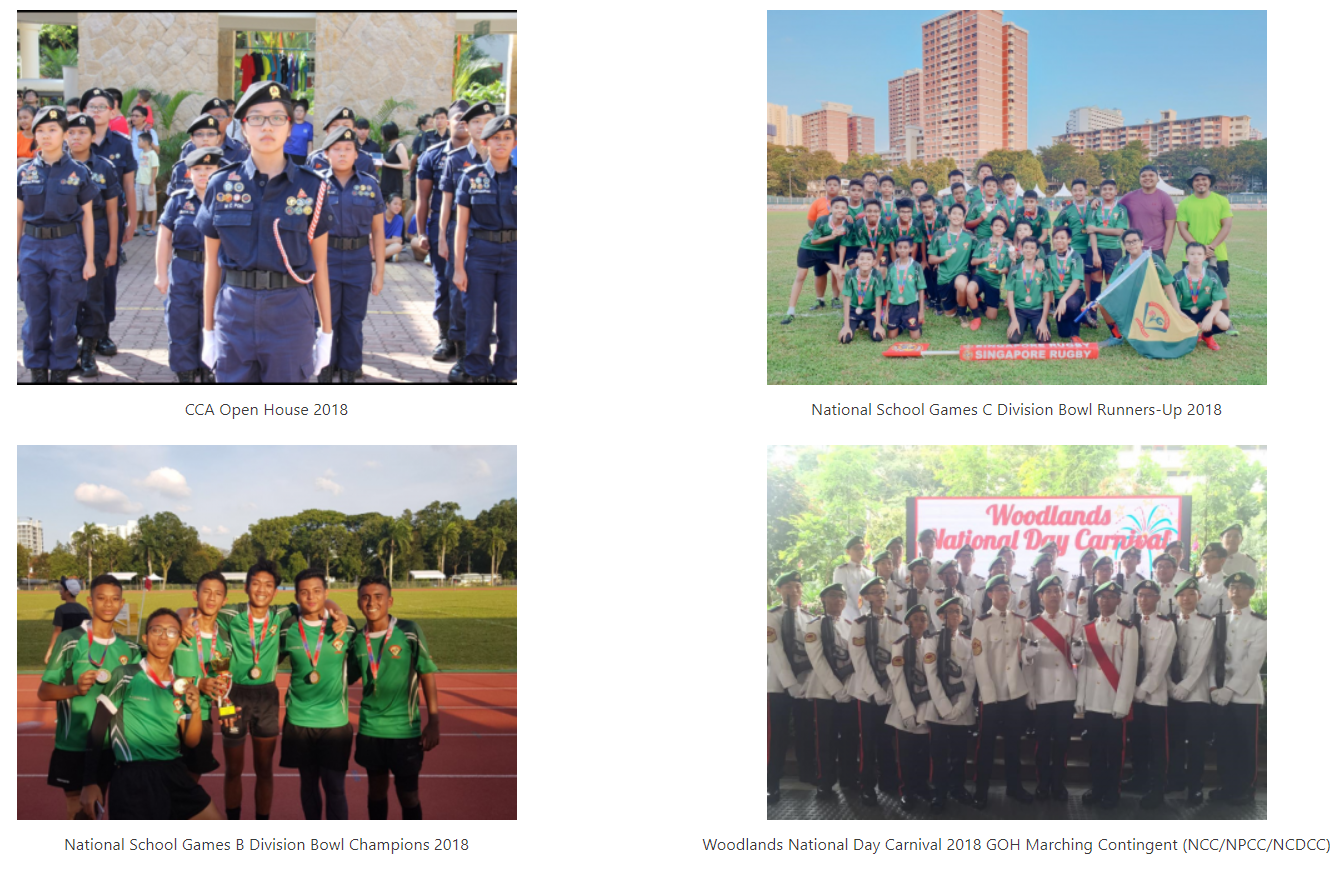 CCA Open House 2018
SINGAPORE RUGBY
SINGAPORE RUGBY
National School Games C Division Bowl Runners-Up 2018
National School Games B Division Bowl Champions 2018
Woodlands
National Day Carnival
Woodlands National Day Carnival 2018 GOH Marching Contingent (NCC/NPCC/NCDCC)